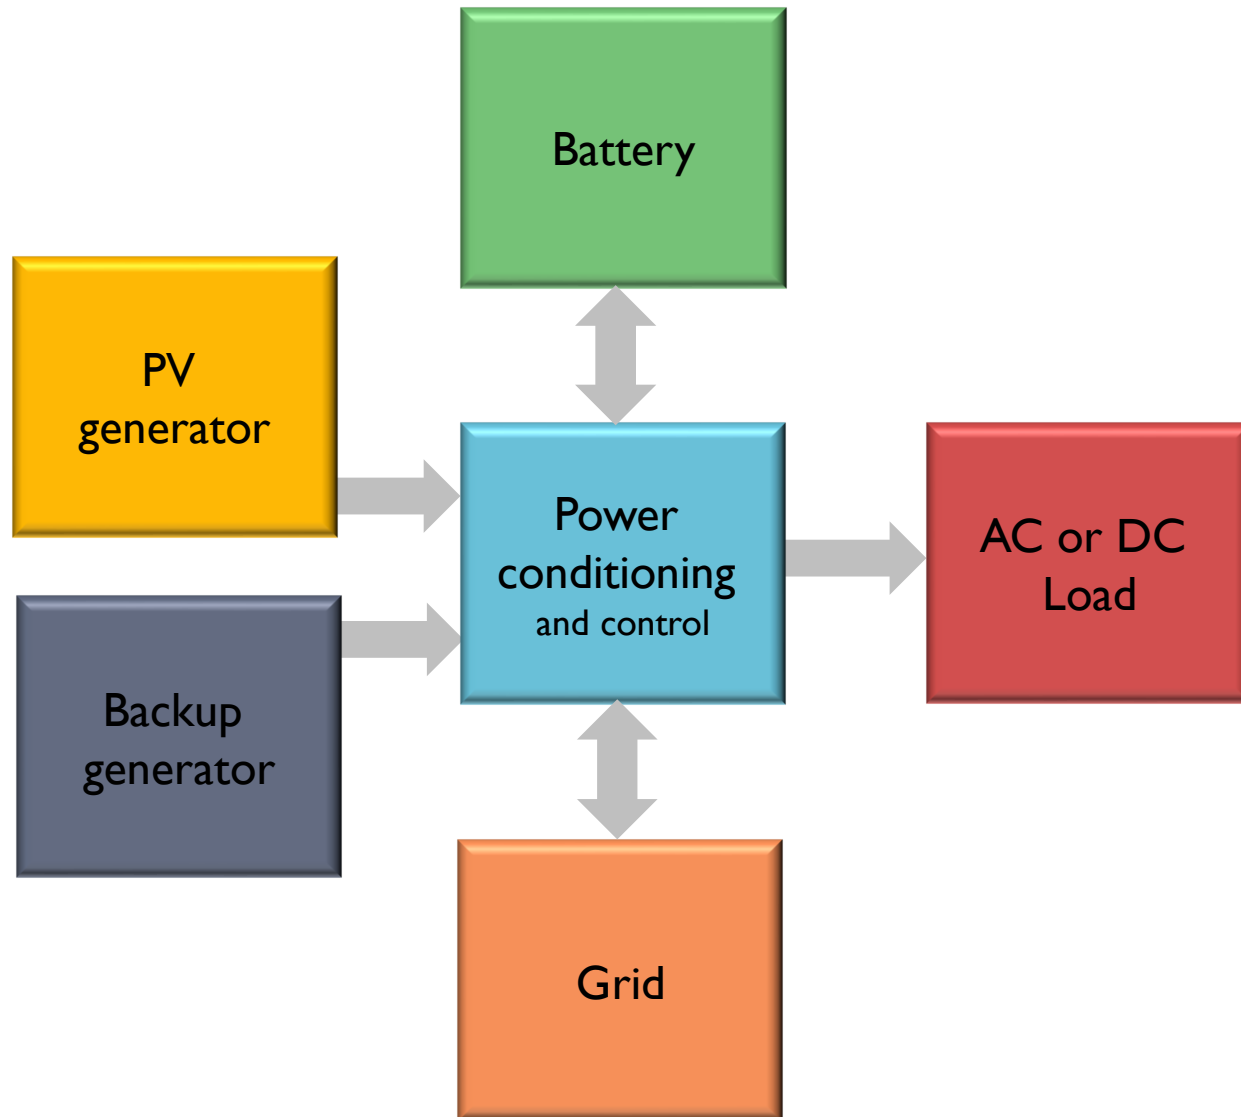 Battery
PV
generator
Power
conditioning
and control
AC or DC
Load
Backup
generator
Grid